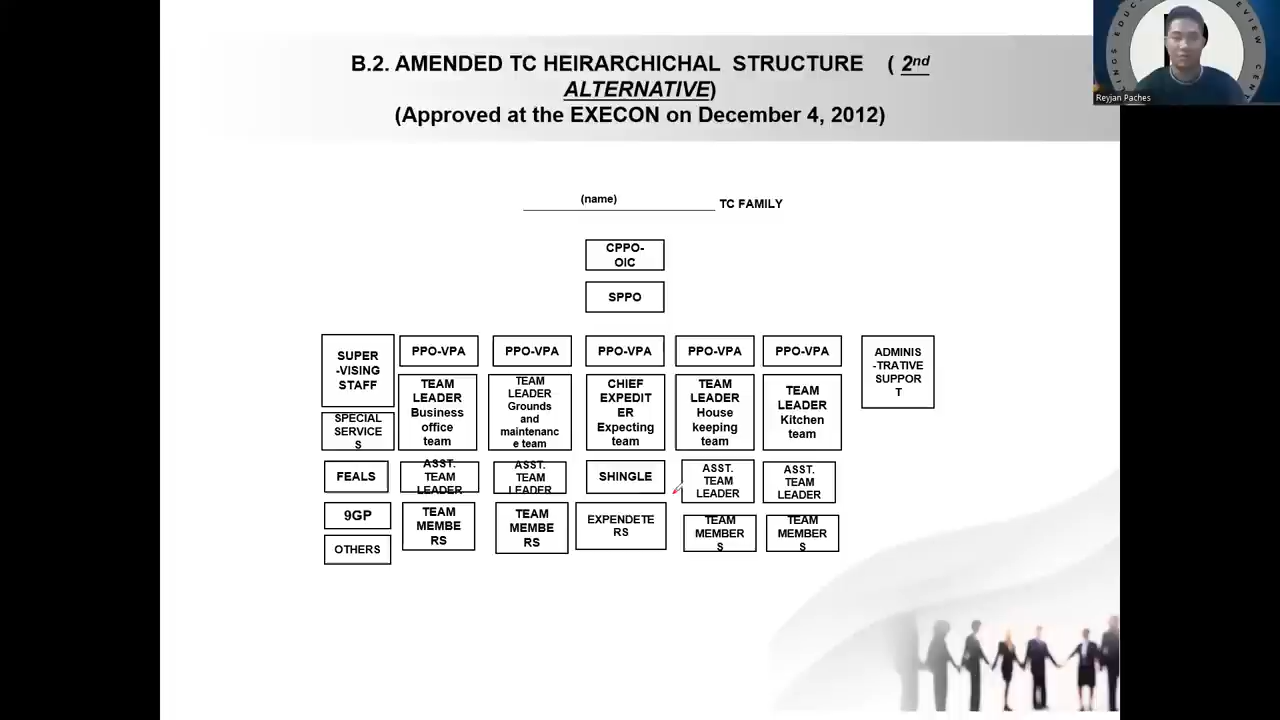 B.2. AMENDED TC HEIRARCHICHAL STRUCTURE ( 2nd
ALTERNATIVE)
(Approved at the EXECON on December 4, 2012)
(name)
TC FAMILY
CPPO-
OIC
SPPO
SUPER
-VISING
STAFF
SPECIAL
SERVICE
S
FEALS
9GP
OTHERS
PPO-VPA
TEAM
LEADER
Business
office
team
ASST.
TEAM
LEADER
TEAM
MEMBE
RS
PPO-VPA
TEAM
LEADER
Grounds
and
maintenanc
e team
ASST.
TEAM
LEADER
TEAM
MEMBE
RS
PPO-VPA
CHIEF
EXPEDIT
ER
Expecting
team
SHINGLE
EXPENDETE
RS
PPO-VPA
TEAM
LEADER
House
keeping
team
ASST.
TEAM
LEADER
TEAM
MEMBER
S
PPO-VPA
TEAM
LEADER
Kitchen
team
ASST.
TEAM
LEADER
TEAM
MEMBER
S
ADMINIS
-TRATIVE
SUPPOR
T
Reyjan Paches